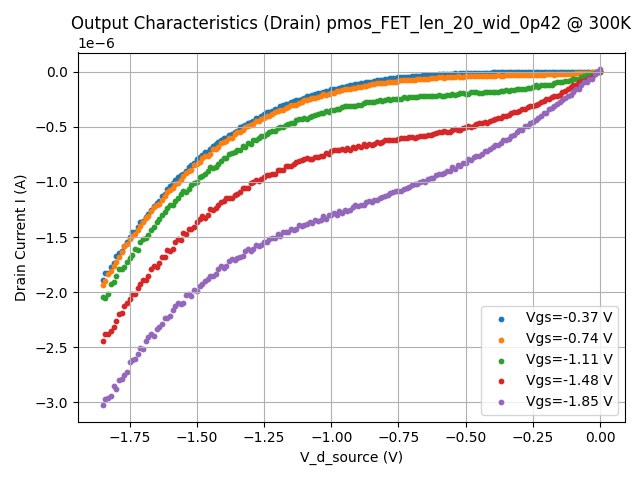 Output Characteristics (Drain) pmos_FET_len_20_wid_0p42 @ 300K
1e−6
0.0
−0.5
−1.0
−1.5
−2.0
−2.5
−3.0
Drain Current I (A)
Vgs=-0.37 V
Vgs=-0.74 V
Vgs=-1.11 V
Vgs=-1.48 V
Vgs=-1.85 V
−1.75 −1.50 −1.25 −1.00 −0.75 −0.50 −0.25 0.00
V_d_source (V)